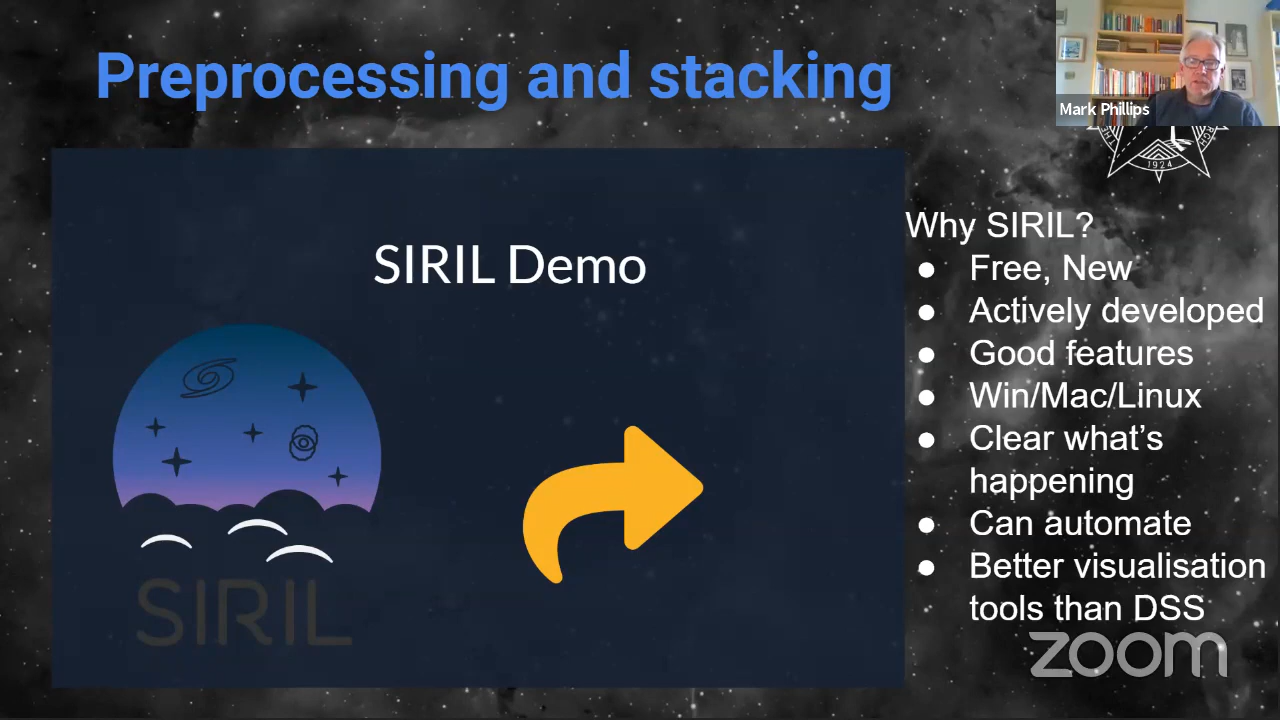 Preprocessing and stacking
Mark Phillips
1924
SIRIL Demo
SIRIL
Why SIRIL?
● Free, New
● Actively developed
● Good features
● Win/Mac/Linux
● Clear what's
happening
● Can automate
● Better visualisation
tools than DSS
zoom